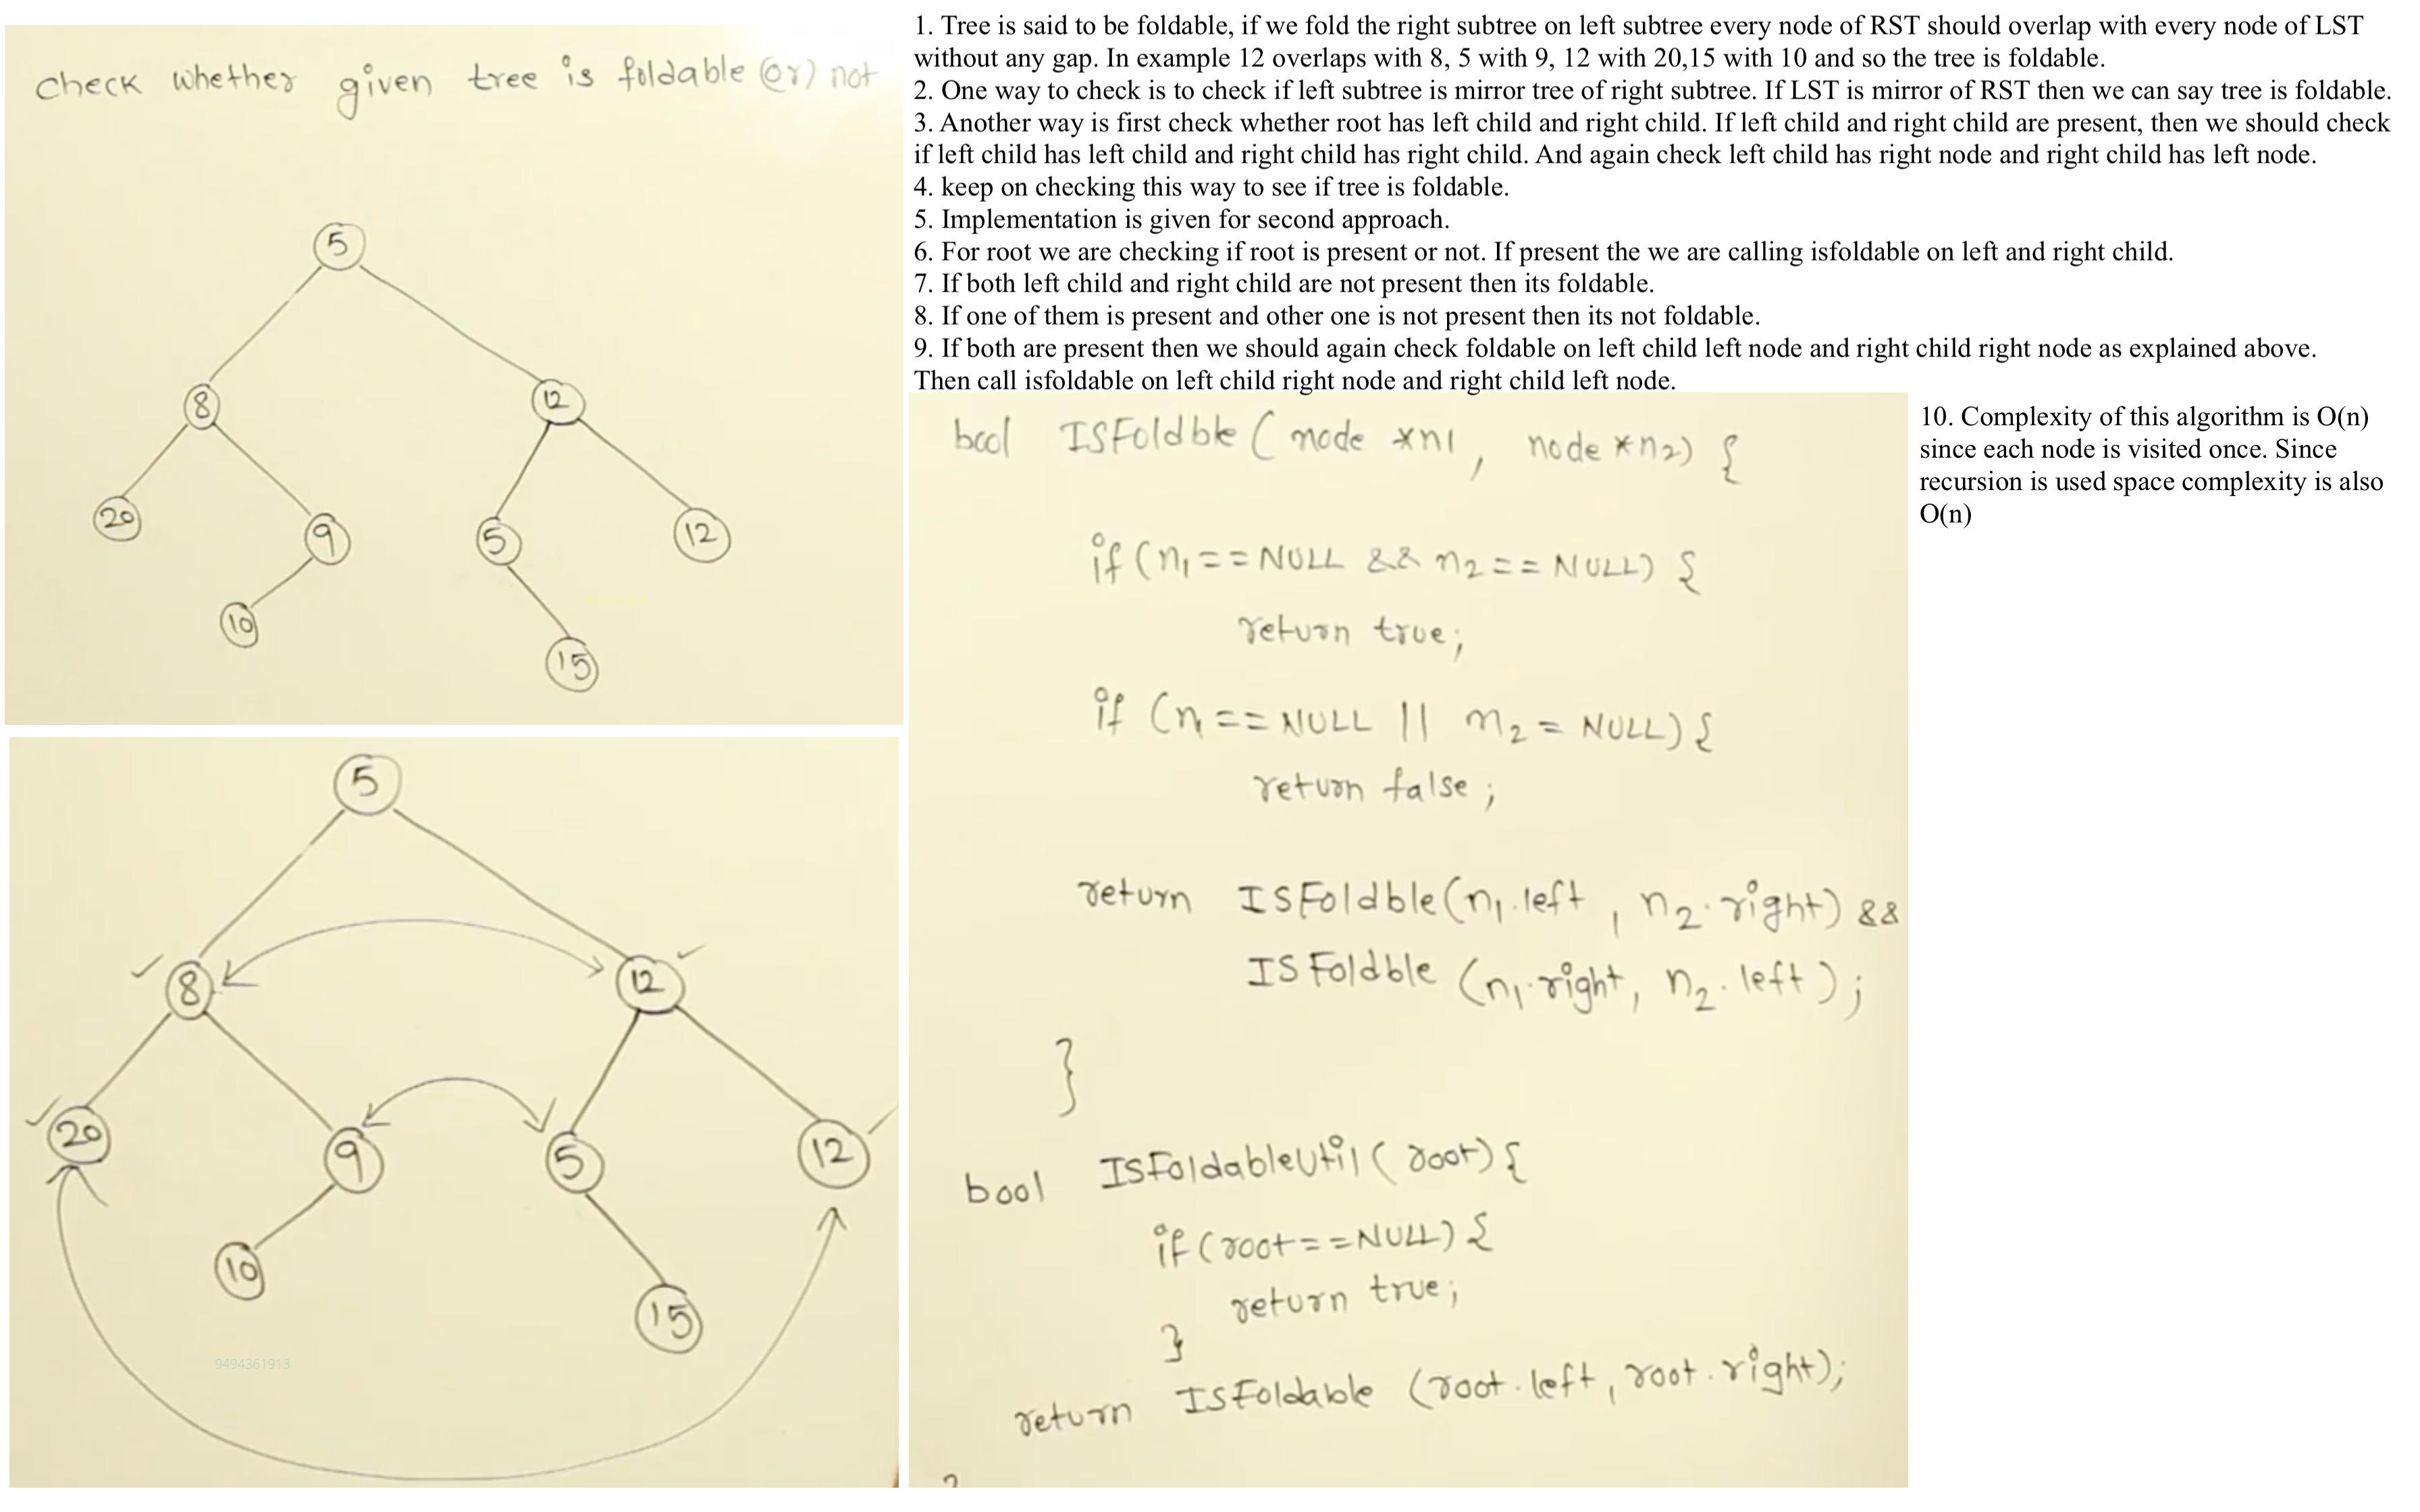 check whether given tree is foldable (or) not
5
8
12
20
9
5
12
10
15
5
8
12
20
9
5
12
10
15
9494361913
1. Tree is said to be foldable, if we fold the right subtree on left subtree every node of RST should overlap with every node of LST
without any gap. In example 12 overlaps with 8, 5 with 9, 12 with 20,15 with 10 and so the tree is foldable.
2. One way to check is to check if left subtree is mirror tree of right subtree. If LST is mirror of RST then we can say tree is foldable.
3. Another way is first check whether root has left child and right child. If left child and right child are present, then we should check
if left child has left child and right child has right child. And again check left child has right node and right child has left node.
4. keep on checking this way to see if tree is foldable.
5. Implementation is given for second approach.
6. For root we are checking if root is present or not. If present the we are calling isfoldable on left and right child.
7. If both left child and right child are not present then its foldable.
8. If one of them is present and other one is not present then its not foldable.
9. If both are present then we should again check foldable on left child left node and right child right node as explained above.
Then call isfoldable on left child right node and right child left node.
bool ISFoldble ( node *n1, node *n2) {
if (n1 == NULL && n2 == NULL) {
return true;
if (n1 == NULL || n2 = NULL) {
return false;
return ISFoldble(n1.left, n2.right) &&
ISFoldble (n1.right, n2.left);
}
bool ISFoldableUtil( root) {
if (root == NULL) {
return true;
}
return ISFoldable (root.left, root.right);
10. Complexity of this algorithm is O(n)
since each node is visited once. Since
recursion is used space complexity is also
O(n)